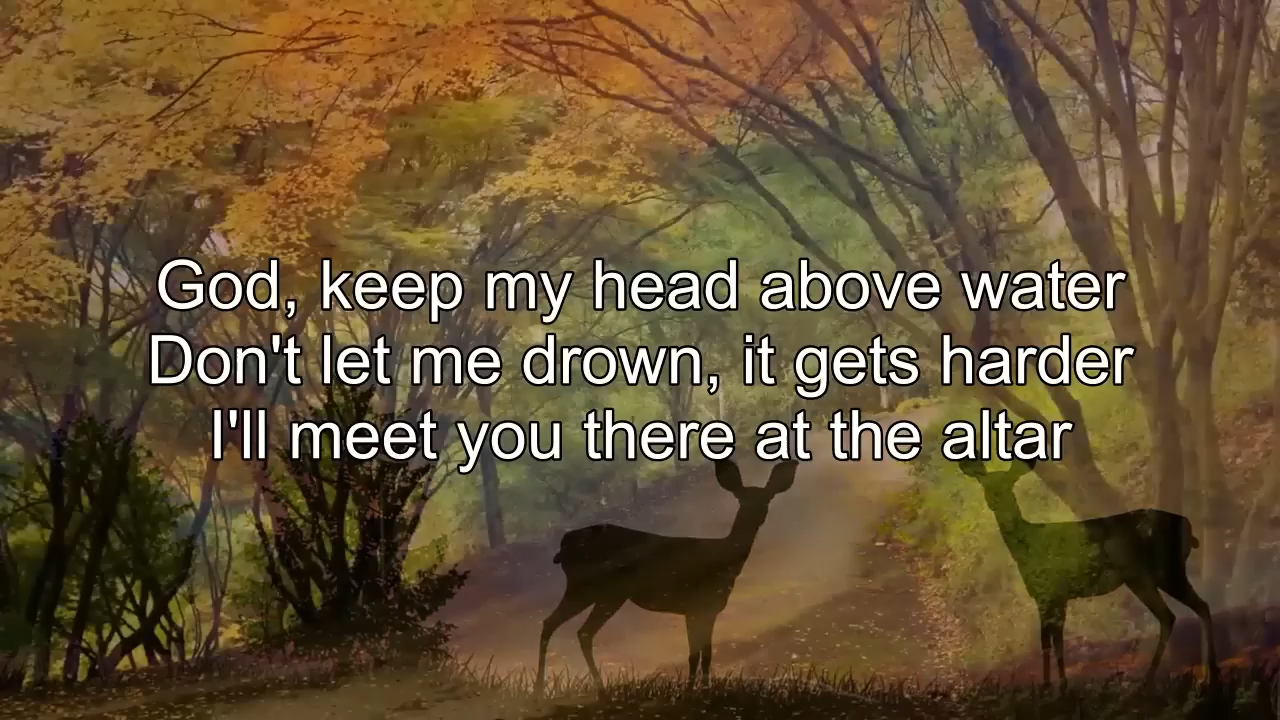 God, keep my head above water
Don't let me drown, it gets harder
I'll meet you there at the altar